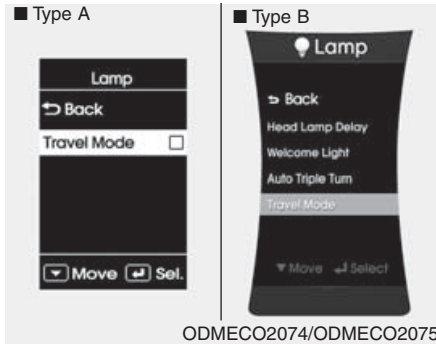 ■ Type A
Lamp
Back
Travel Mode
Move Sel.
■ Type B
Lamp
Back
Head Lamp Delay
Welcome Light
Auto Triple Turn
Travel Mode
▼ Move Select
ODMECO2074/ODMECO2075